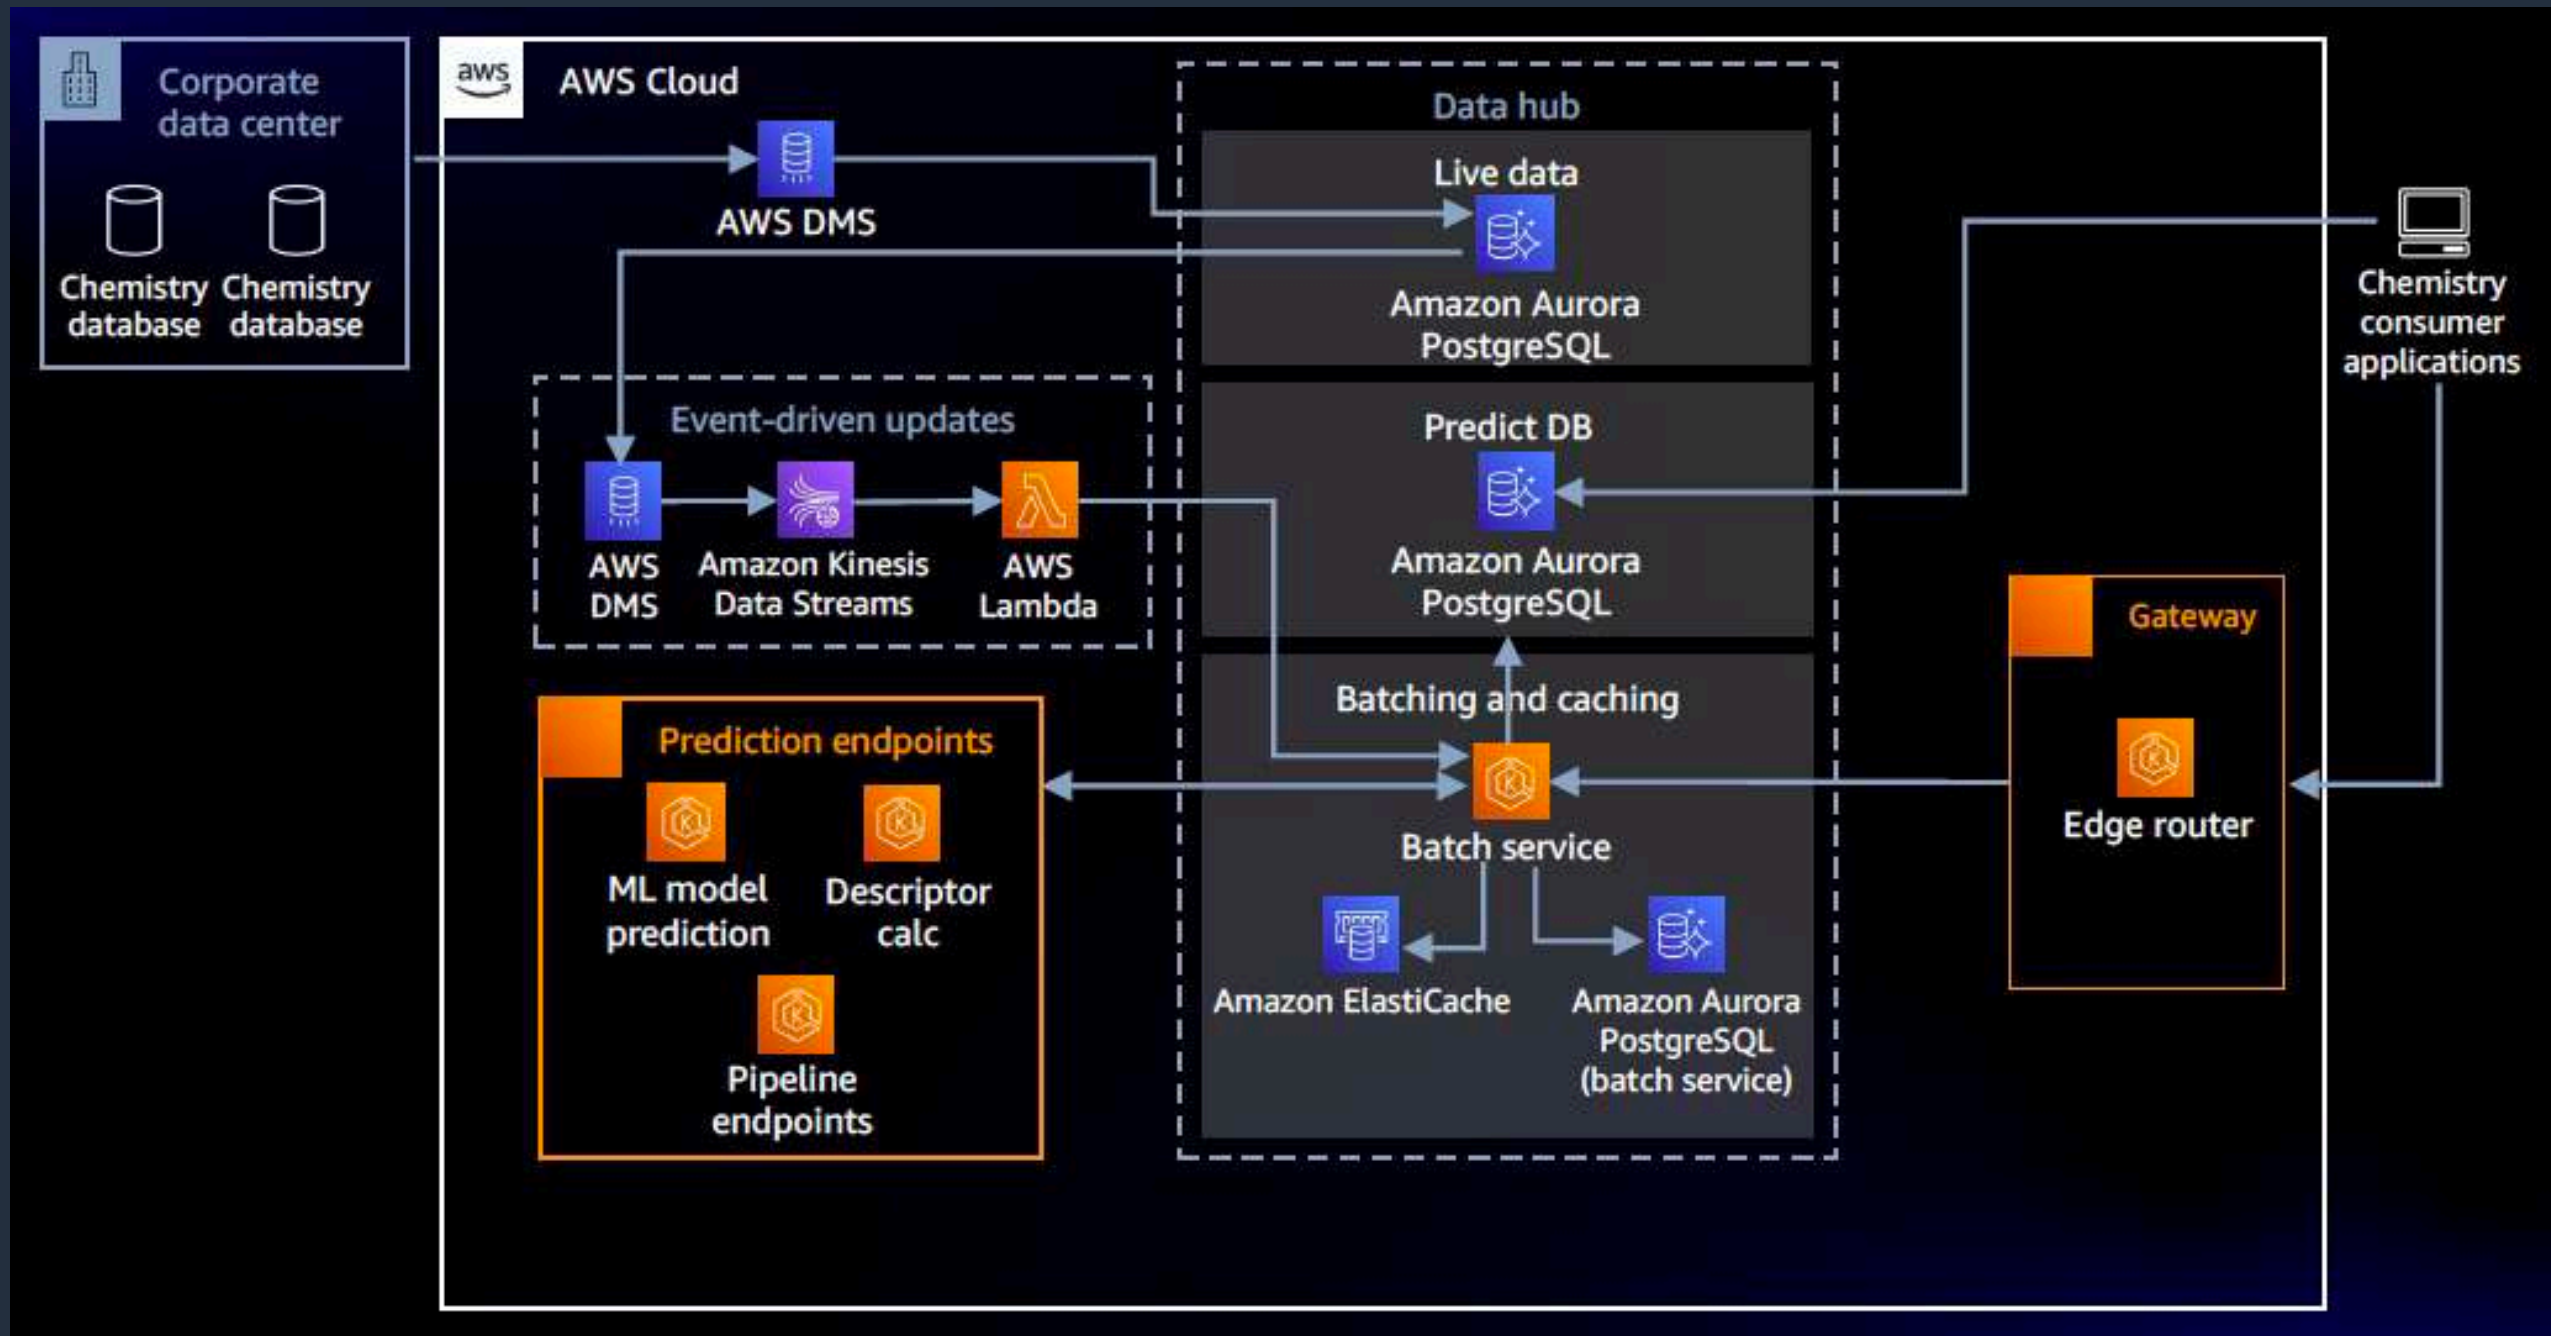 Corporate
data center
Chemistry
database
Chemistry
database
aws
AWS Cloud
AWS DMS
Data hub
Live data
Amazon Aurora
PostgreSQL
Chemistry
consumer
applications
Event-driven updates
AWS
DMS
Amazon Kinesis
Data Streams
AWS
Lambda
Predict DB
Amazon Aurora
PostgreSQL
Gateway
Edge router
Prediction endpoints
ML model
prediction
Descriptor
calc
Pipeline
endpoints
Batching and caching
Batch service
Amazon ElastiCache
Amazon Aurora
PostgreSQL
(batch service)